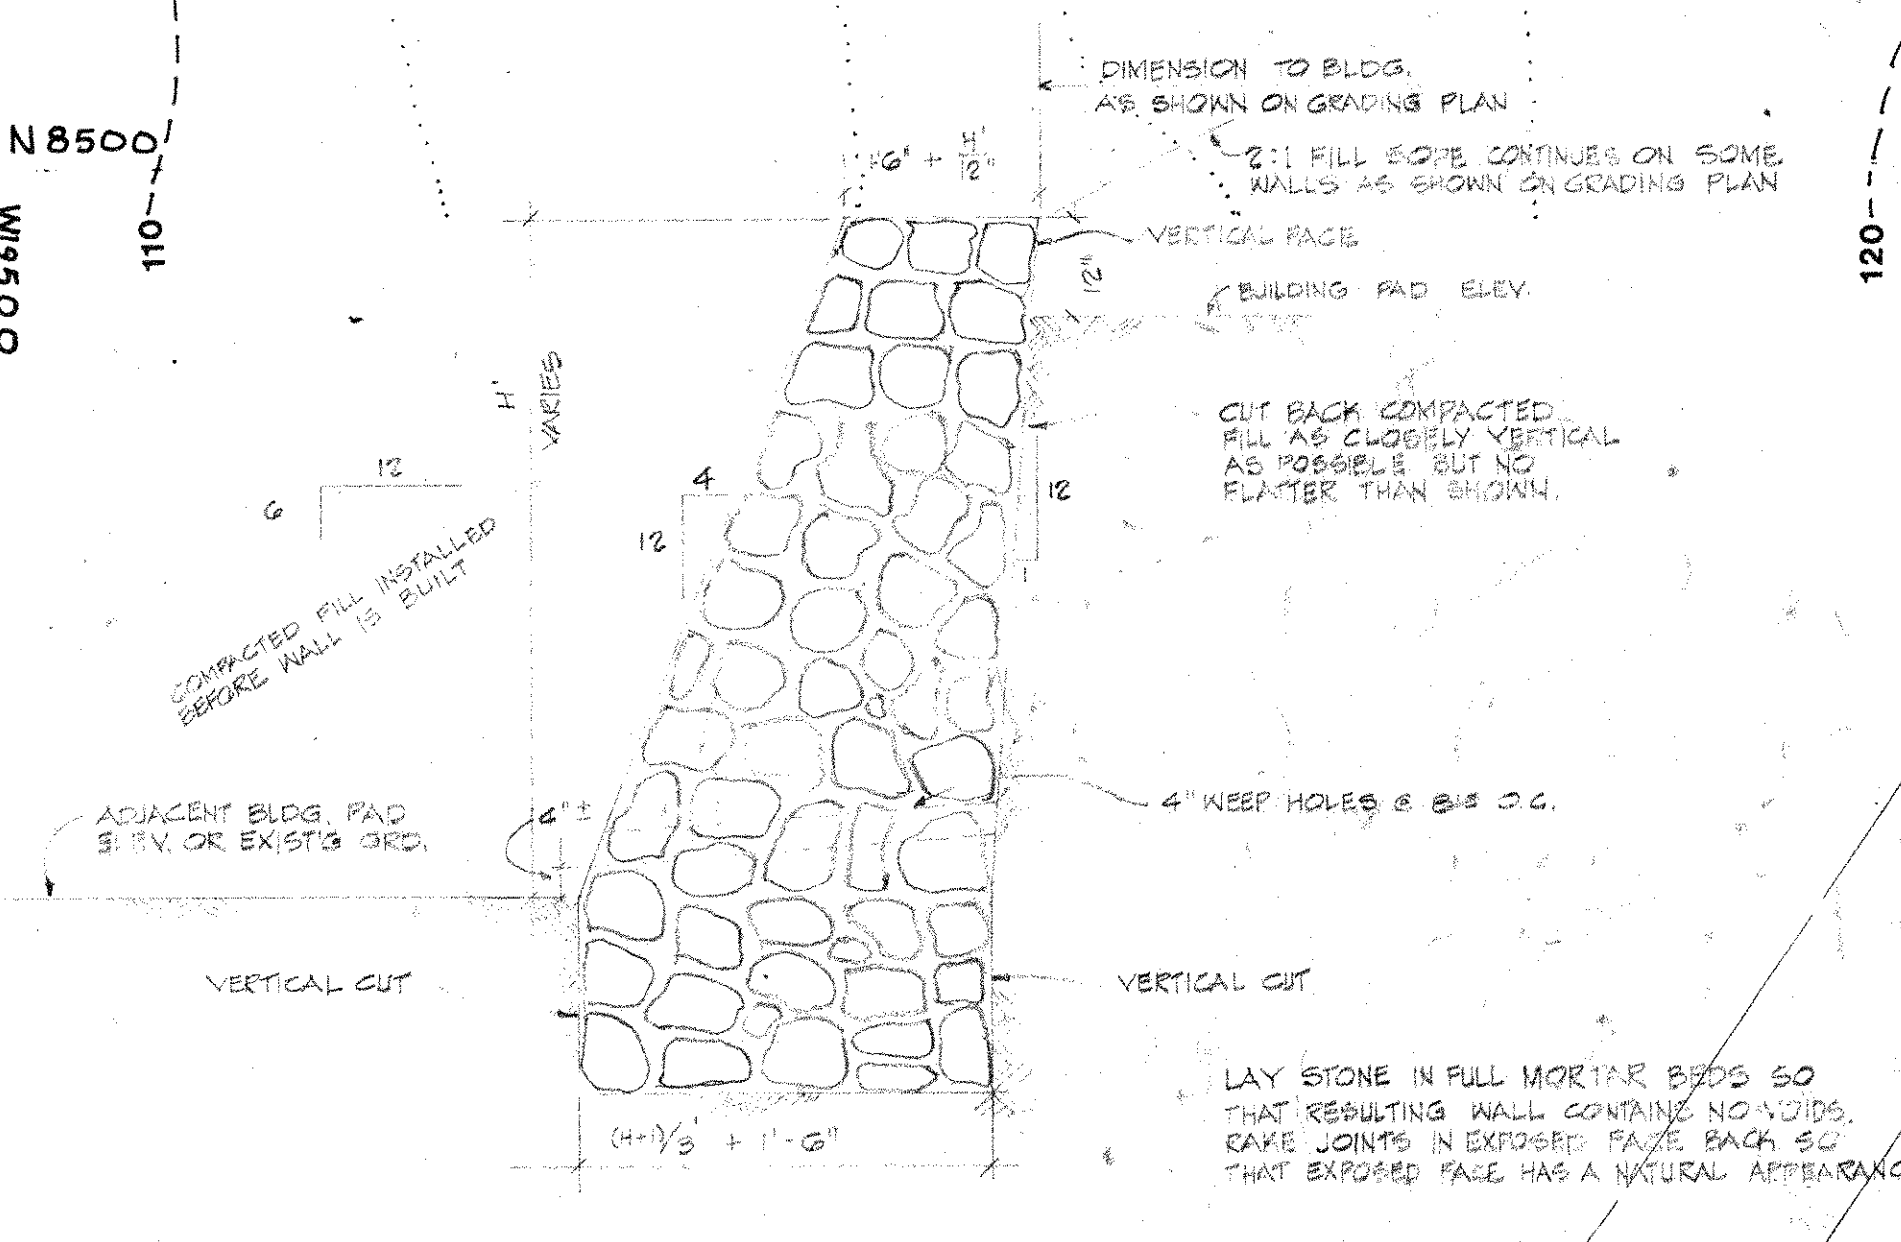 DIMENSION TO BLDG.
AS SHOWN ON GRADING PLAN
N 8500
W19500
110
1'6" + H'/12"
2:1 FILL SOPE CONTINUES ON SOME
WALLS AS SHOWN ON GRADING PLAN
120
VERTICAL FACE
12"
BUILDING PAD ELEV.
H'
VARIES
CUT BACK COMPACTED
FILL AS CLOSELY VERTICAL
AS POSSIBLE BUT NO
FLATTER THAN SHOWN.
12
6
4
12
12
1
COMPACTED FILL INSTALLED
BEFORE WALL IS BUILT
ADJACENT BLDG. PAD
ELEV. OR EXIST'G GRD.
4" ±
4" WEEP HOLES @ O.C.
VERTICAL CUT
VERTICAL CUT
LAY STONE IN FULL MORTAR BEDS SO
THAT RESULTING WALL CONTAINS NO VOIDS.
RAKE JOINTS IN EXPOSED FACE BACK SO
THAT EXPOSED FACE HAS A NATURAL APPEARANC
(H+1)/3' + 1'-6"